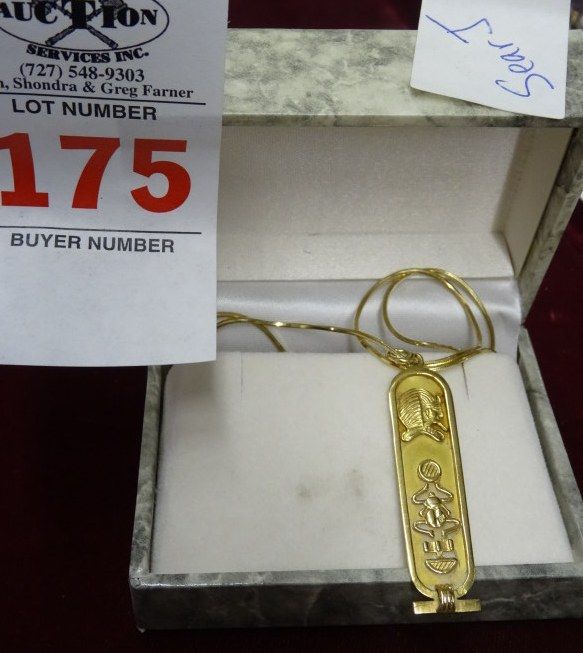 AUCTION
SERVICES INC.
(727) 548-9303
Shondra & Greg Farner
LOT NUMBER
175
BUYER NUMBER
Sear J